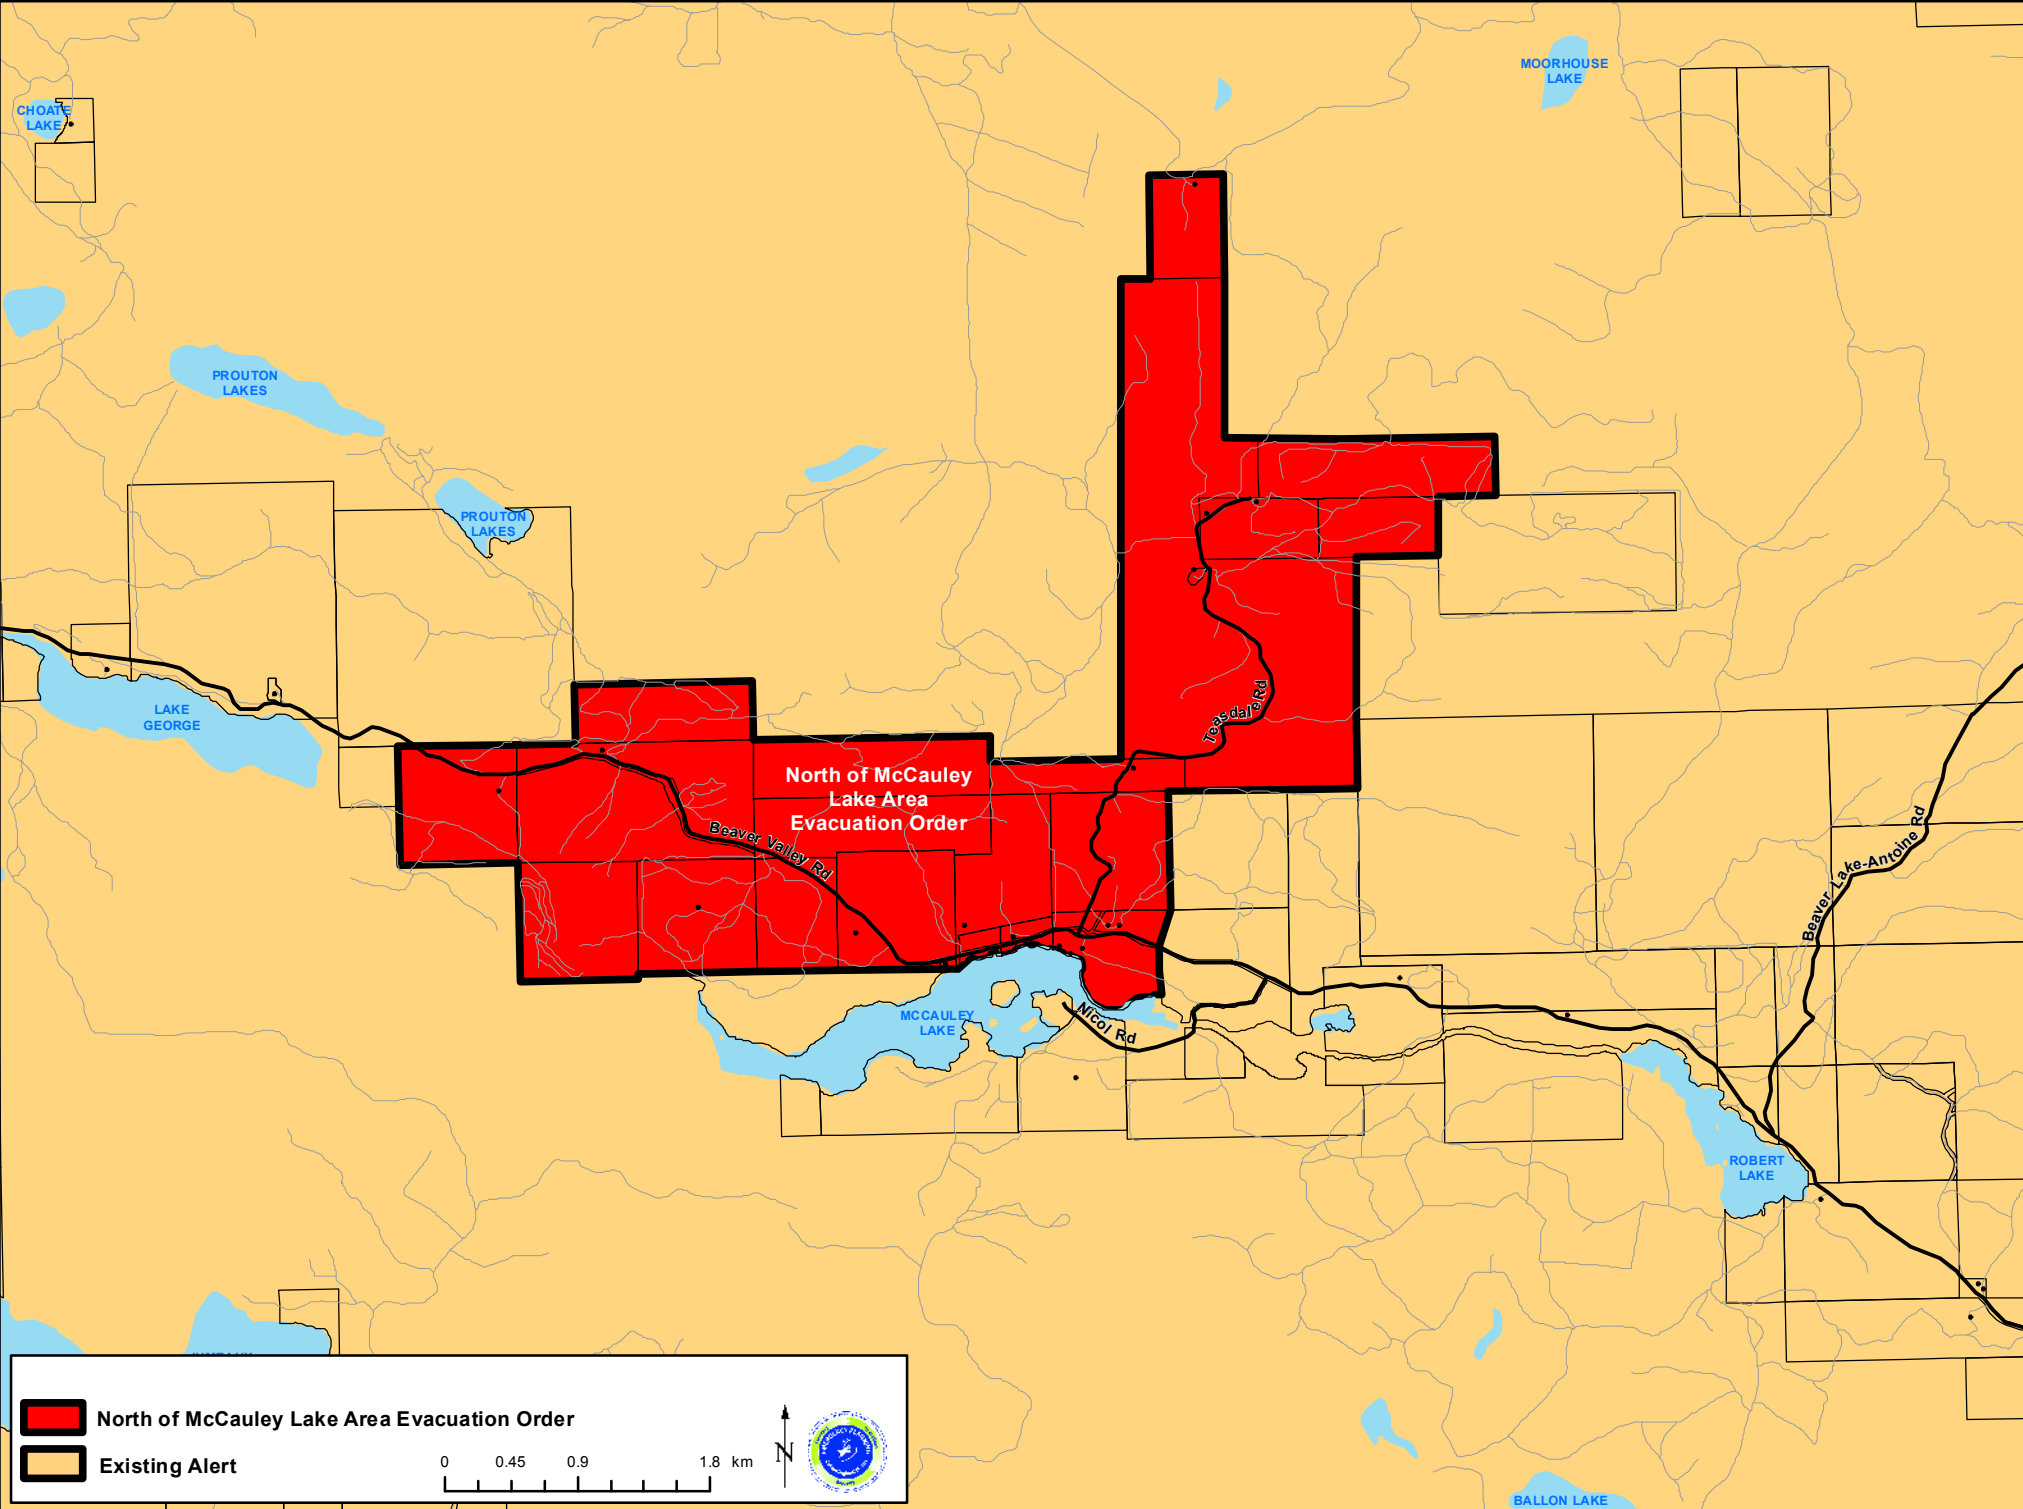 MOORHOUSE
LAKE
CHOATE
LAKE
PROUTON
LAKES
PROUTON
LAKES
LAKE
GEORGE
Teasdale Rd
North of McCauley
Lake Area
Evacuation Order
Beaver Valley Rd
Beaver Lake-Antoine Rd
MCCAULEY
LAKE
Nicol Rd
ROBERT
LAKE
North of McCauley Lake Area Evacuation Order
Existing Alert
0 0.45 0.9 1.8 km
N
BALLON LAKE